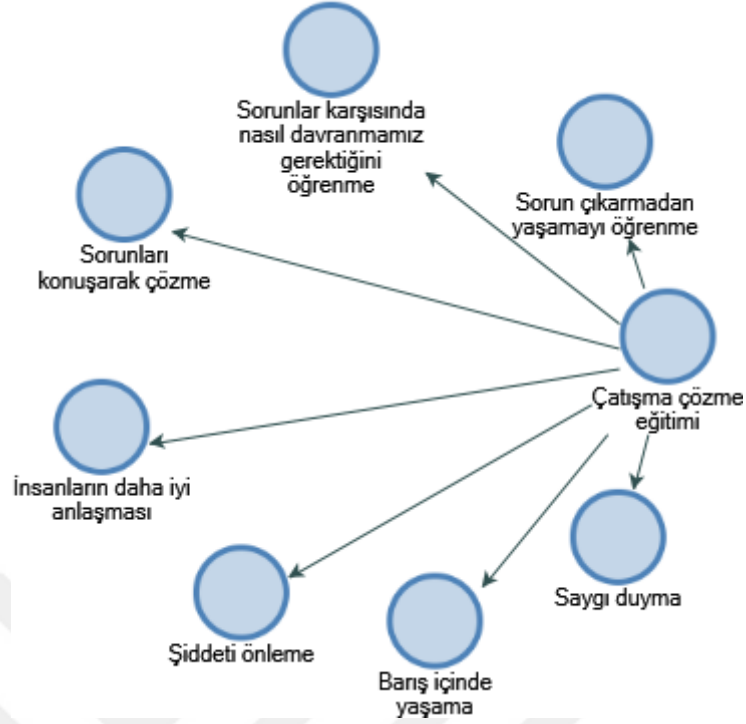 Sorunlar karşısında
nasıl davranmamız
gerektiğini
öğrenme
Sorun çıkarmadan
yaşamayı öğrenme
Sorunları
konuşarak çözme
Çatışma çözme
eğitimi
İnsanların daha iyi
anlaşması
Saygı duyma
Şiddeti önleme
Barış içinde
yaşama